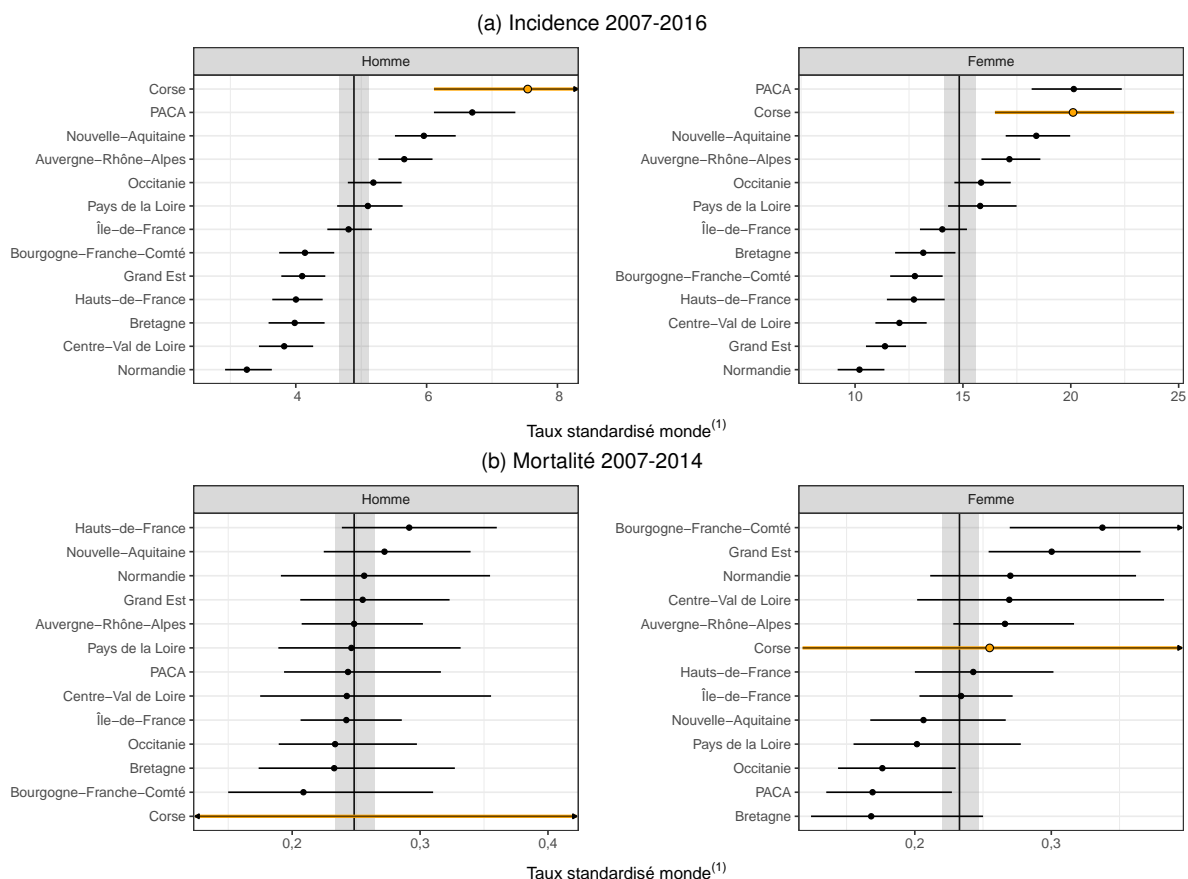 (a) Incidence 2007-2016
Homme
Corse
PACA
Nouvelle−Aquitaine
Auvergne−Rhône−Alpes
Occitanie
Pays de la Loire
Île−de−France
Bourgogne−Franche−Comté
Grand Est
Hauts−de−France
Bretagne
Centre−Val de Loire
Normandie
4 6 8
Femme
PACA
Corse
Nouvelle−Aquitaine
Auvergne−Rhône−Alpes
Occitanie
Pays de la Loire
Île−de−France
Bretagne
Bourgogne−Franche−Comté
Hauts−de−France
Centre−Val de Loire
Grand Est
Normandie
10 15 20 25
Taux standardisé monde(1)
(b) Mortalité 2007-2014
Homme
Hauts−de−France
Nouvelle−Aquitaine
Normandie
Grand Est
Auvergne−Rhône−Alpes
Pays de la Loire
PACA
Centre−Val de Loire
Île−de−France
Occitanie
Bretagne
Bourgogne−Franche−Comté
Corse
0,2 0,3 0,4
Femme
Bourgogne−Franche−Comté
Grand Est
Normandie
Centre−Val de Loire
Auvergne−Rhône−Alpes
Corse
Hauts−de−France
Île−de−France
Nouvelle−Aquitaine
Pays de la Loire
Occitanie
PACA
Bretagne
0,2 0,3
Taux standardisé monde(1)